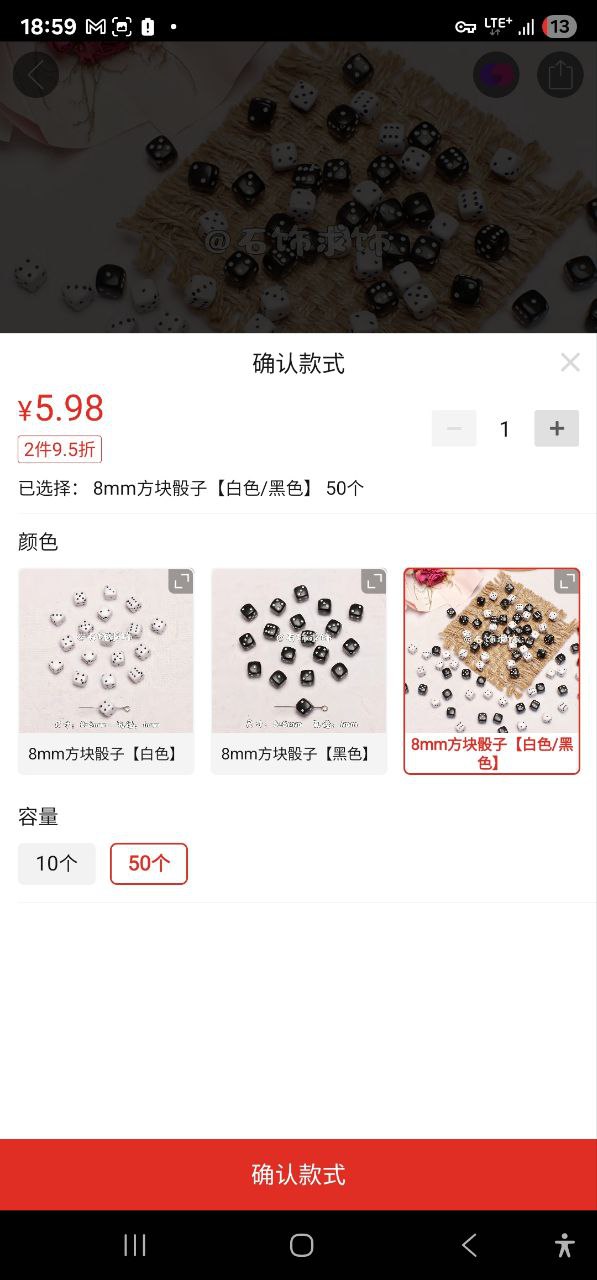 18:59
LTE+
13
@石饰求饰
确认款式
¥5.98
1
2件9.5折
已选择： 8mm方块骰子【白色/黑色】 50个
颜色
8mm方块骰子【白色】
8mm方块骰子【黑色】
8mm方块骰子【白色/黑
色】
容量
10个
50个
确认款式